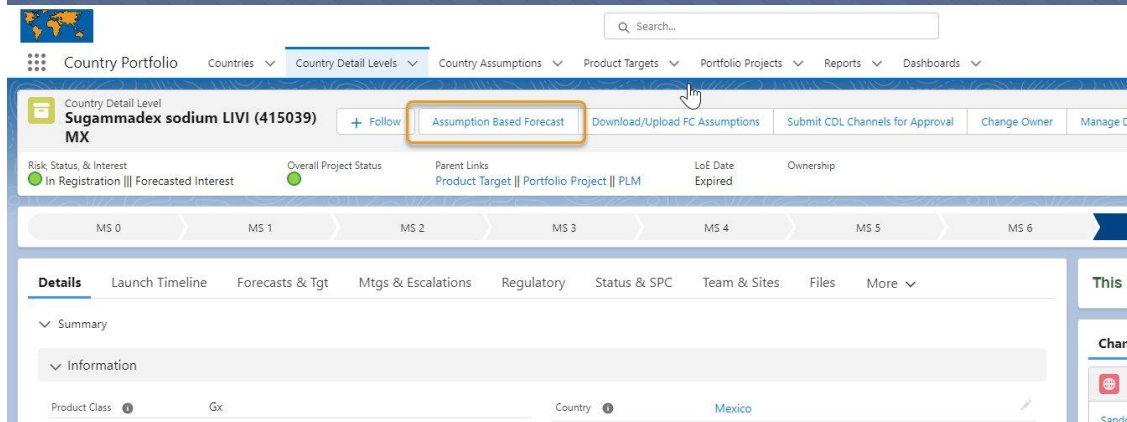 Search...
Country Portfolio Countries Country Detail Levels Country Assumptions Product Targets Portfolio Projects Reports Dashboards
Country Detail Level
Sugammadex sodium LIVI (415039)
MX
+ Follow Assumption Based Forecast Download/Upload FC Assumptions Submit CDL Channels for Approval Change Owner Manage D
Risk, Status, & Interest Overall Project Status Parent Links LoE Date Ownership
In Registration ||| Forecasted Interest Product Target || Portfolio Project || PLM Expired
MS 0 MS 1 MS 2 MS 3 MS 4 MS 5 MS 6
Details Launch Timeline Forecasts & Tgt Mtgs & Escalations Regulatory Status & SPC Team & Sites Files More This
Summary
Chan
Information
Product Class Gx Country Mexico
Sando